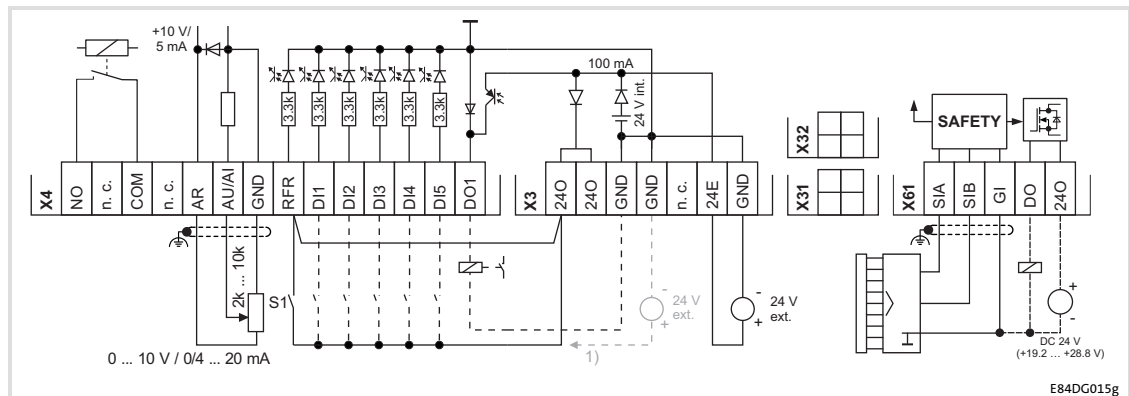 +10 V/
5 mA
100 mA
24 V int.
3.3k
3.3k
3.3k
3.3k
3.3k
3.3k
SAFETY
X32
X31
X4
NO
n. c.
COM
n. c.
AR
AU/AI
GND
RFR
DI1
DI2
DI3
DI4
DI5
DO1
X3
24O
24O
GND
GND
n. c.
24E
GND
X61
SIA
SIB
GI
DO
24O
2k ... 10k
S1
- 
24 V
ext.
+
-
24 V
ext.
+
+
-
1)
0 ... 10 V / 0/4 ... 20 mA
DC 24 V
(+19.2 ... +28.8 V)
E84DG015g